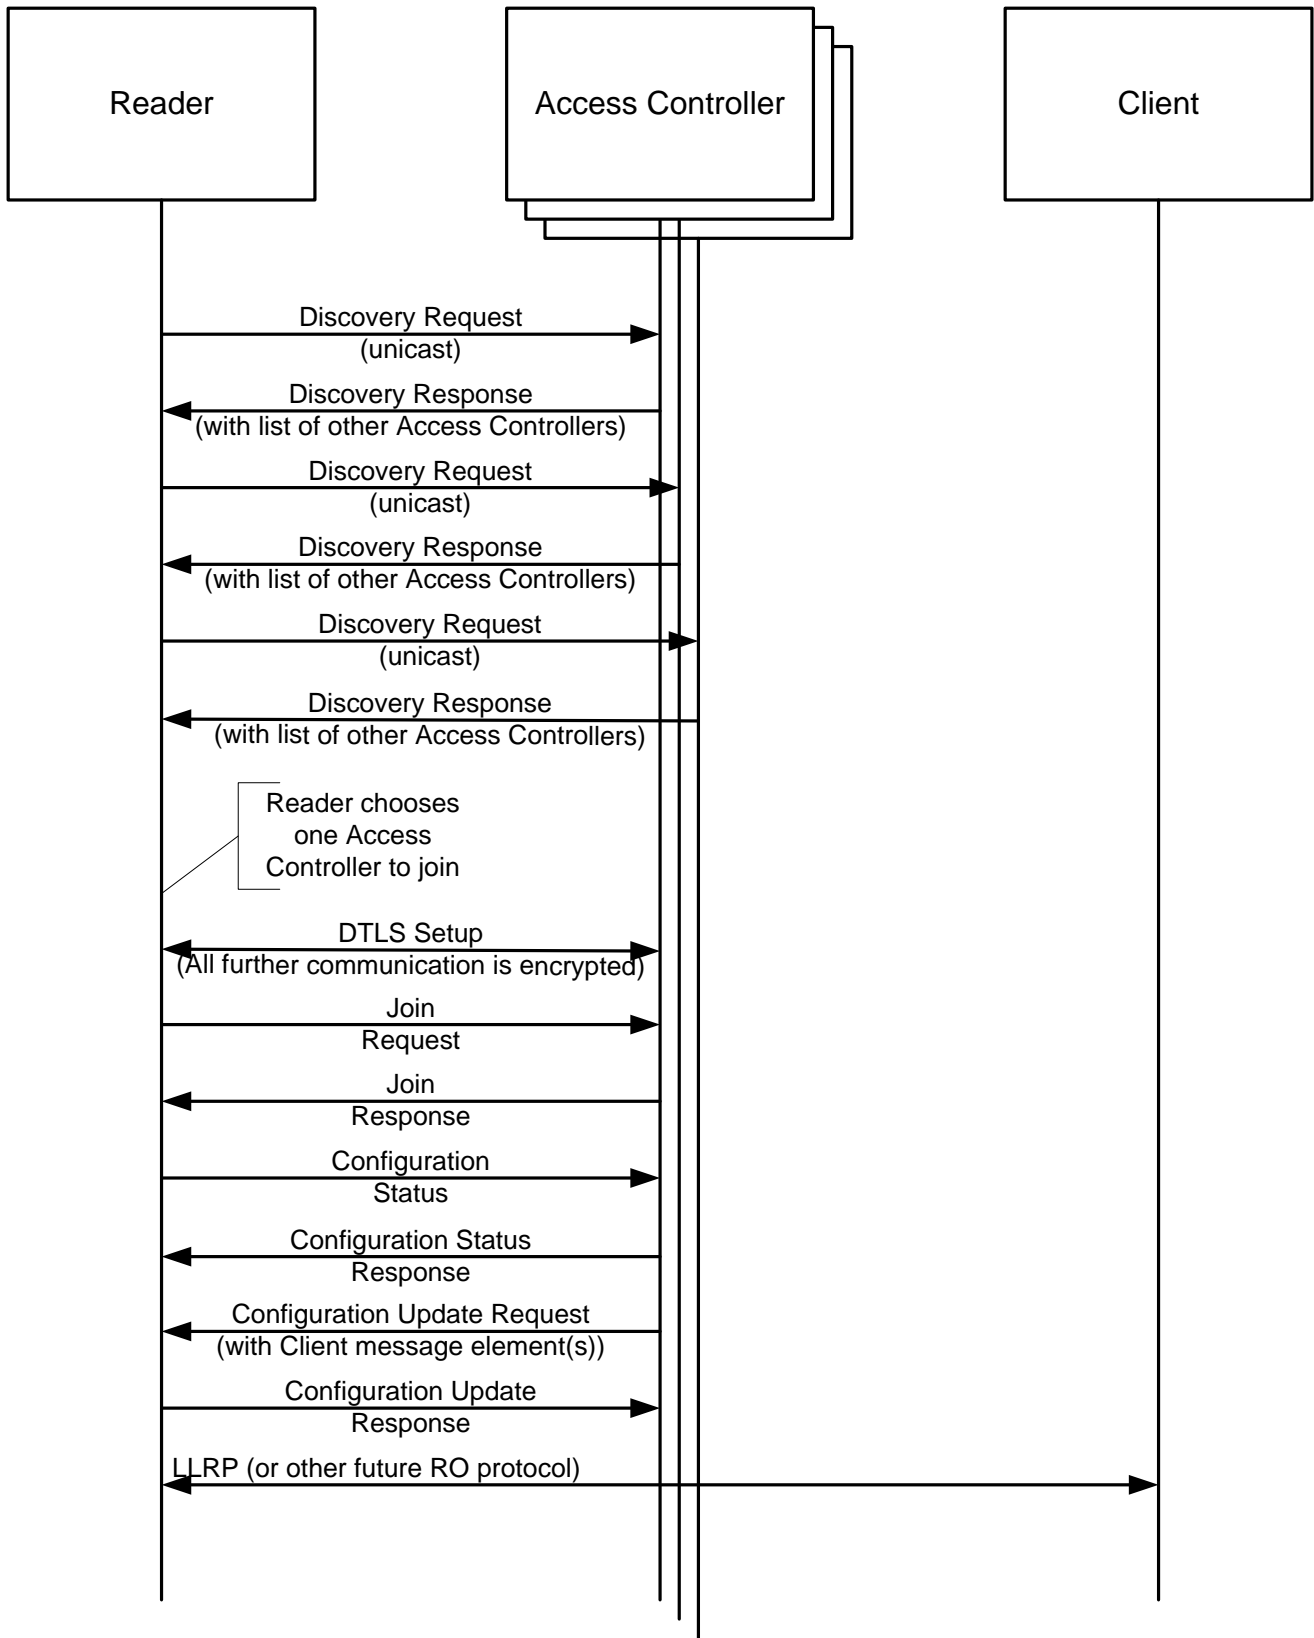 Reader
Access Controller
Client
Discovery Request
(unicast)
Discovery Response
(with list of other Access Controllers)
Discovery Request
(unicast)
Discovery Response
(with list of other Access Controllers)
Discovery Request
(unicast)
Discovery Response
(with list of other Access Controllers)
Reader chooses
one Access
Controller to join
DTLS Setup
(All further communication is encrypted)
Join
Request
Join
Response
Configuration
Status
Configuration Status
Response
Configuration Update Request
(with Client message element(s))
Configuration Update
Response
LLRP (or other future RO protocol)